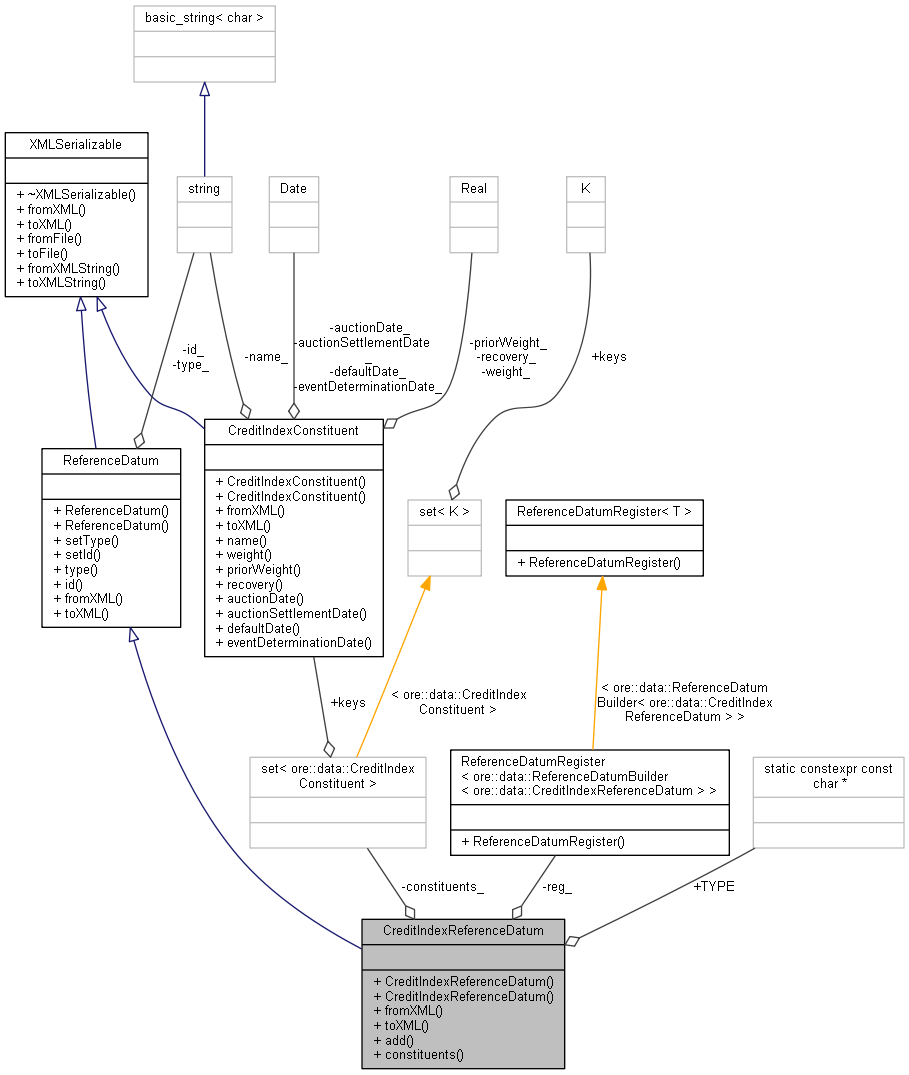 basic_string< char >
XMLSerializable
+ ~XMLSerializable()
+ fromXML()
+ toXML()
+ fromFile()
+ toFile()
+ fromXMLString()
+ toXMLString()
string
Date
Real
K
-id_
-type_
-name_
-auctionDate_
-auctionSettlementDate
_
-defaultDate_
-eventDeterminationDate_
-priorWeight_
-recovery_
-weight_
+keys
ReferenceDatum
+ ReferenceDatum()
+ ReferenceDatum()
+ setType()
+ setId()
+ type()
+ id()
+ fromXML()
+ toXML()
CreditIndexConstituent
+ CreditIndexConstituent()
+ CreditIndexConstituent()
+ fromXML()
+ toXML()
+ name()
+ weight()
+ priorWeight()
+ recovery()
+ auctionDate()
+ auctionSettlementDate()
+ defaultDate()
+ eventDeterminationDate()
set< K >
ReferenceDatumRegister< T >
+ ReferenceDatumRegister()
+keys
< ore::data::CreditIndex
Constituent >
< ore::data::ReferenceDatum
Builder< ore::data::CreditIndex
ReferenceDatum > >
set< ore::data::CreditIndex
Constituent >
ReferenceDatumRegister
< ore::data::ReferenceDatumBuilder
< ore::data::CreditIndexReferenceDatum > >
+ ReferenceDatumRegister()
static constexpr const
char *
-constituents_
-reg_
+TYPE
CreditIndexReferenceDatum
+ CreditIndexReferenceDatum()
+ CreditIndexReferenceDatum()
+ fromXML()
+ toXML()
+ add()
+ constituents()